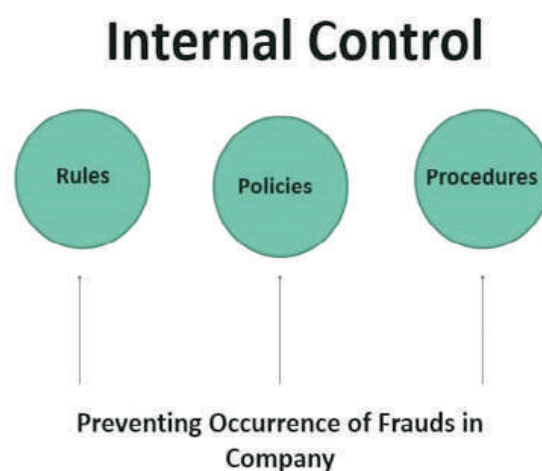 Internal Control
Rules
Policies
Procedures
Preventing Occurrence of Frauds in
Company